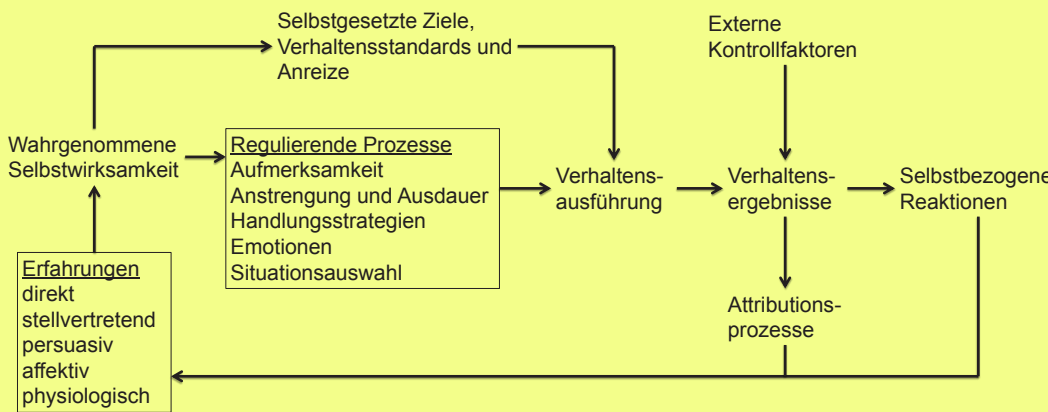 Selbstgesetzte Ziele,
Verhaltensstandards und
Anreize
Externe
Kontrollfaktoren
Wahrgenommene
Selbstwirksamkeit
Regulierende Prozesse
Aufmerksamkeit
Anstrengung und Ausdauer
Handlungsstrategien
Emotionen
Situationsauswahl
Verhaltens-
ausführung
Verhaltens-
ergebnisse
Selbstbezogene
Reaktionen
Erfahrungen
direkt
stellvertretend
persuasiv
affektiv
physiologisch
Attributions-
prozesse